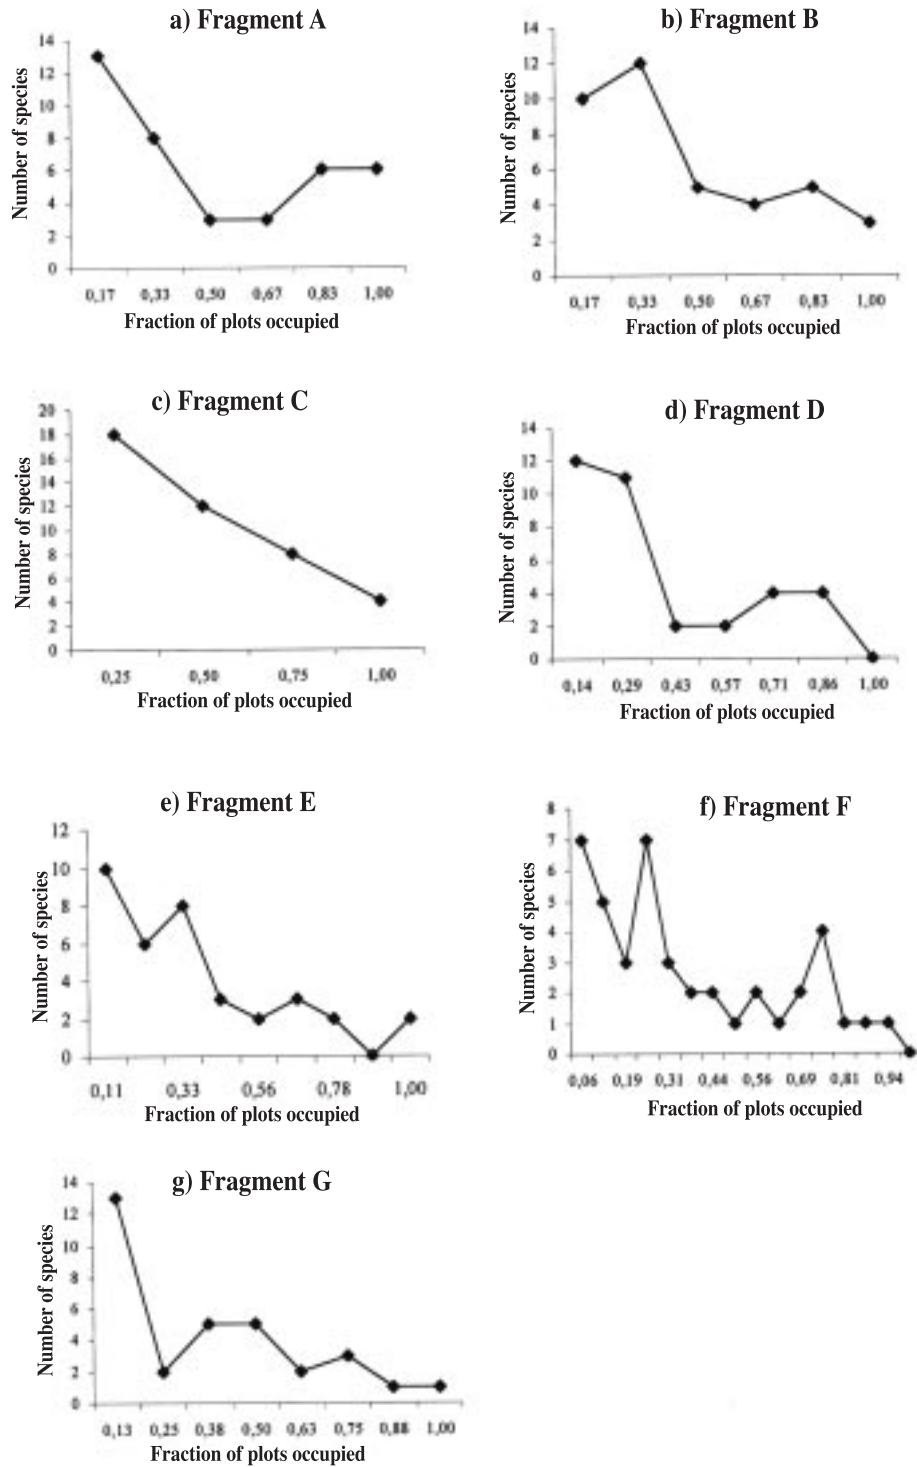 a) Fragment A
Number of species
14
12
10
8
6
4
2
0
0,17 0,33 0,50 0,67 0,83 1,00
Fraction of plots occupied
b) Fragment B
Number of species
14
12
10
8
6
4
2
0
0,17 0,33 0,50 0,67 0,83 1,00
Fraction of plots occupied
c) Fragment C
Number of species
20
18
16
14
12
10
8
6
4
2
0
0,25 0,50 0,75 1,00
Fraction of plots occupied
d) Fragment D
Number of species
14
12
10
8
6
4
2
0
0,14 0,29 0,43 0,57 0,71 0,86 1,00
Fraction of plots occupied
e) Fragment E
Number of species
12
10
8
6
4
2
0
0,11 0,33 0,56 0,78 1,00
Fraction of plots occupied
f) Fragment F
Number of species
8
7
6
5
4
3
2
1
0
0,06 0,19 0,31 0,44 0,56 0,69 0,81 0,94
Fraction of plots occupied
g) Fragment G
Number of species
14
12
10
8
6
4
2
0
0,13 0,25 0,38 0,50 0,63 0,75 0,88 1,00
Fraction of plots occupied